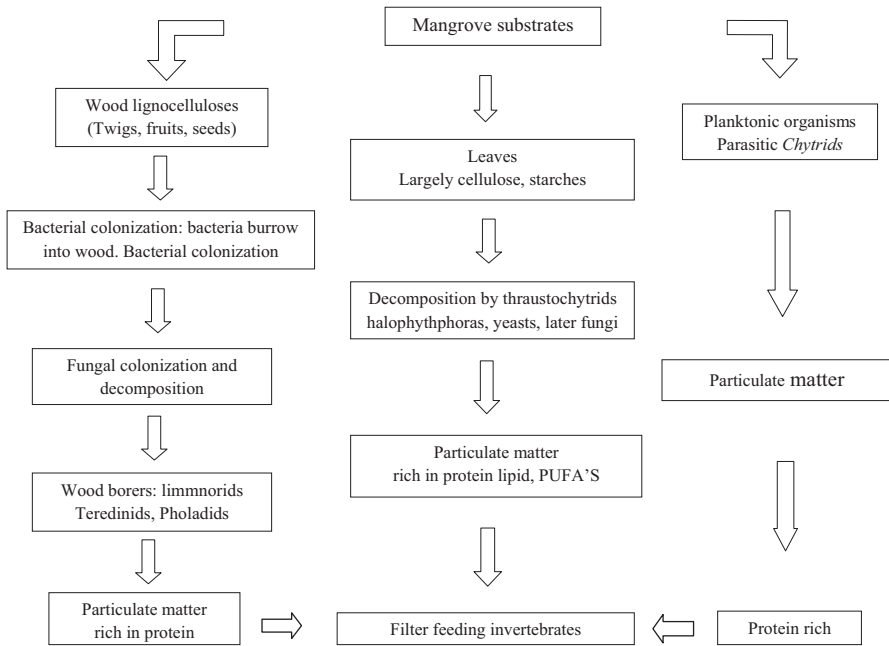 Mangrove substrates
Wood lignocelluloses
(Twigs, fruits, seeds)
Bacterial colonization: bacteria burrow
into wood. Bacterial colonization
Fungal colonization and
decomposition
Wood borers: limmnorids
Teredinids, Pholadids
Particulate matter
rich in protein
Leaves
Largely cellulose, starches
Decomposition by thraustochytrids
halophythphoras, yeasts, later fungi
Particulate matter
rich in protein lipid, PUFA’S
Filter feeding invertebrates
Planktonic organisms
Parasitic Chytrids
Particulate matter
Protein rich